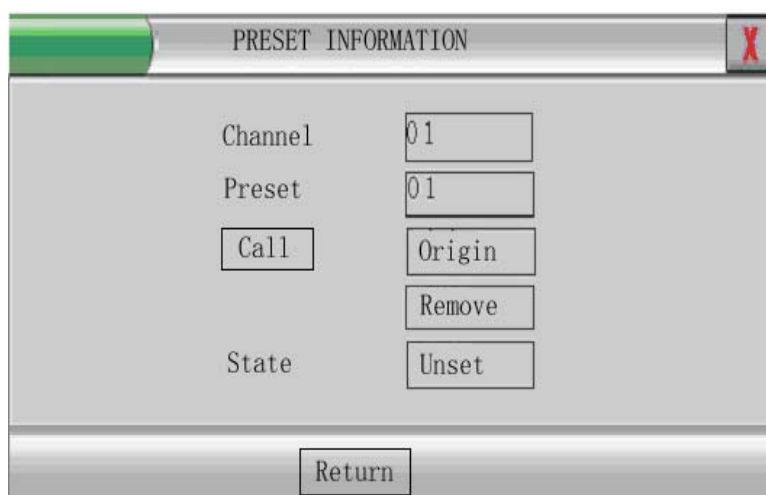 PRESET INFORMATION
X
Channel 01
Preset 01
Call Origin
Remove
State Unset
Return